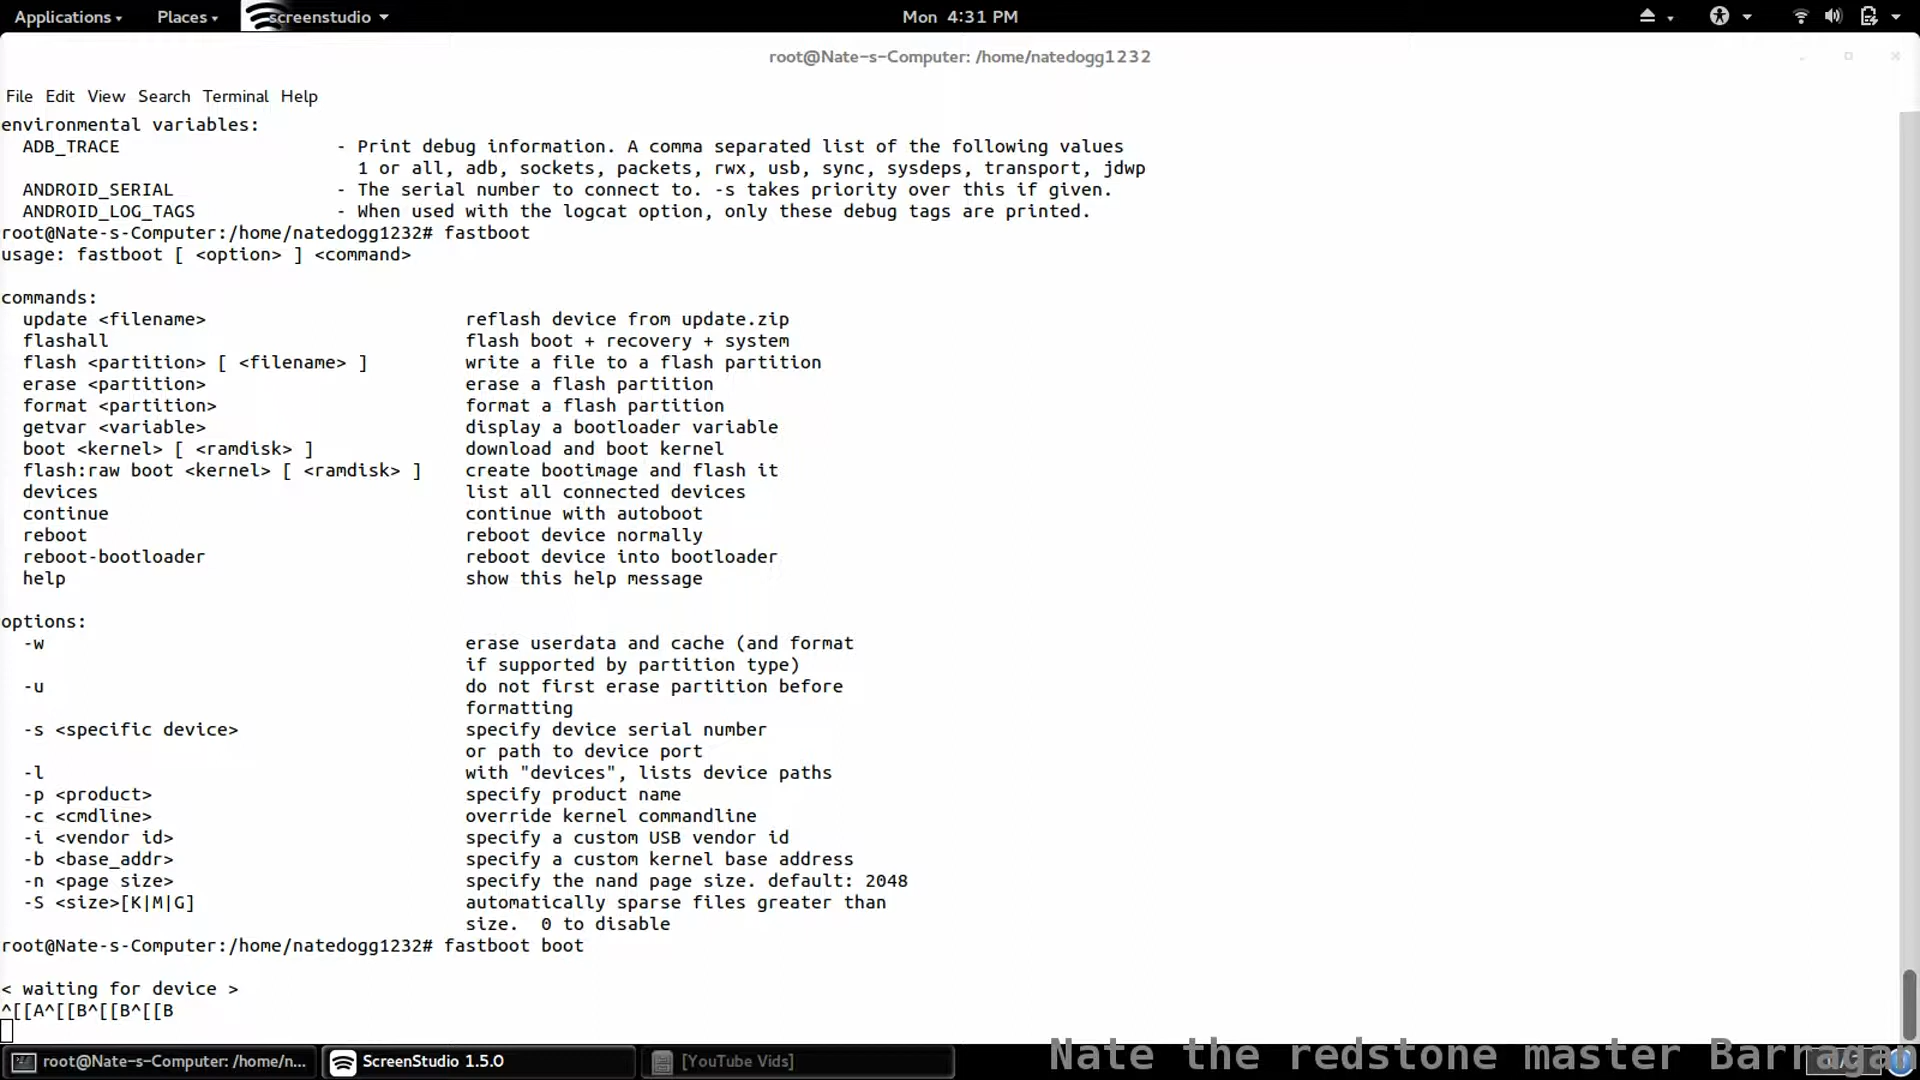 Applications Places screenstudio Mon 4:31 PM
root@Nate-s-Computer: /home/natedogg1232
File Edit View Search Terminal Help
environmental variables:
ADB_TRACE - Print debug information. A comma separated list of the following values
1 or all, adb, sockets, packets, rwx, usb, sync, sysdeps, transport, jdwp
ANDROID_SERIAL - The serial number to connect to. -s takes priority over this if given.
ANDROID_LOG_TAGS - When used with the logcat option, only these debug tags are printed.
root@Nate-s-Computer:/home/natedogg1232# fastboot
usage: fastboot [ <option> ] <command>
commands:
update <filename> reflash device from update.zip
flashall flash boot + recovery + system
flash <partition> [ <filename> ] write a file to a flash partition
erase <partition> erase a flash partition
format <partition> format a flash partition
getvar <variable> display a bootloader variable
boot <kernel> [ <ramdisk> ] download and boot kernel
flash:raw boot <kernel> [ <ramdisk> ] create bootimage and flash it
devices list all connected devices
continue continue with autoboot
reboot reboot device normally
reboot-bootloader reboot device into bootloader
help show this help message
options:
-w erase userdata and cache (and format
if supported by partition type)
-u do not first erase partition before
formatting
-s <specific device> specify device serial number
or path to device port
-l with "devices", lists device paths
-p <product> specify product name
-c <cmdline> override kernel commandline
-i <vendor id> specify a custom USB vendor id
-b <base_addr> specify a custom kernel base address
-n <page size> specify the nand page size. default: 2048
-S <size>[K|M|G] automatically sparse files greater than
size. 0 to disable
root@Nate-s-Computer:/home/natedogg1232# fastboot boot
< waiting for device >
^[[A^[[B^[[B^[[B
root@Nate-s-Computer: /home/n... ScreenStudio 1.5.0 [YouTube Vids] Nate the redstone master Barragan